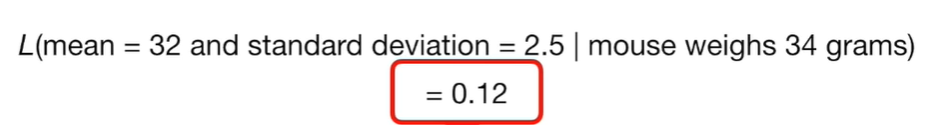 L(mean = 32 and standard deviation = 2.5 | mouse weighs 34 grams)
= 0.12